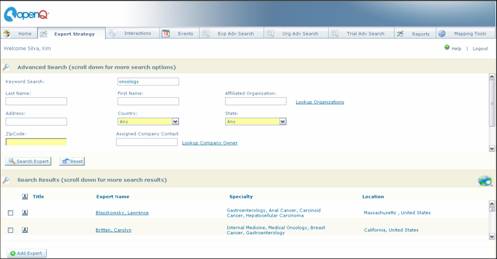 openQ
Home Expert Strategy Interactions Events Exp Adv Search Org Adv Search Trial Adv Search Reports Mapping Tools
Welcome Silva, Kim
Help | Logout
Advanced Search (scroll down for more search options)
Keyword Search: oncology
Last Name: First Name: Affiliated Organization: Lookup Organizations
Address: Country: Any State: Any
ZipCode: Assigned Company Contact Lookup Company Owner
Search Expert Reset
Search Results (scroll down for more search results)
Title Expert Name Specialty Location
Blaszkowsky, Lawrence Gastroenterology, Anal Cancer, Carcinoid
Cancer, Hepatocellular Carcinoma
Massachusetts , United States
Britten, Carolyn Internal Medicine, Medical Oncology, Breast
Cancer, Gastroenterology
California, United States
Add Expert